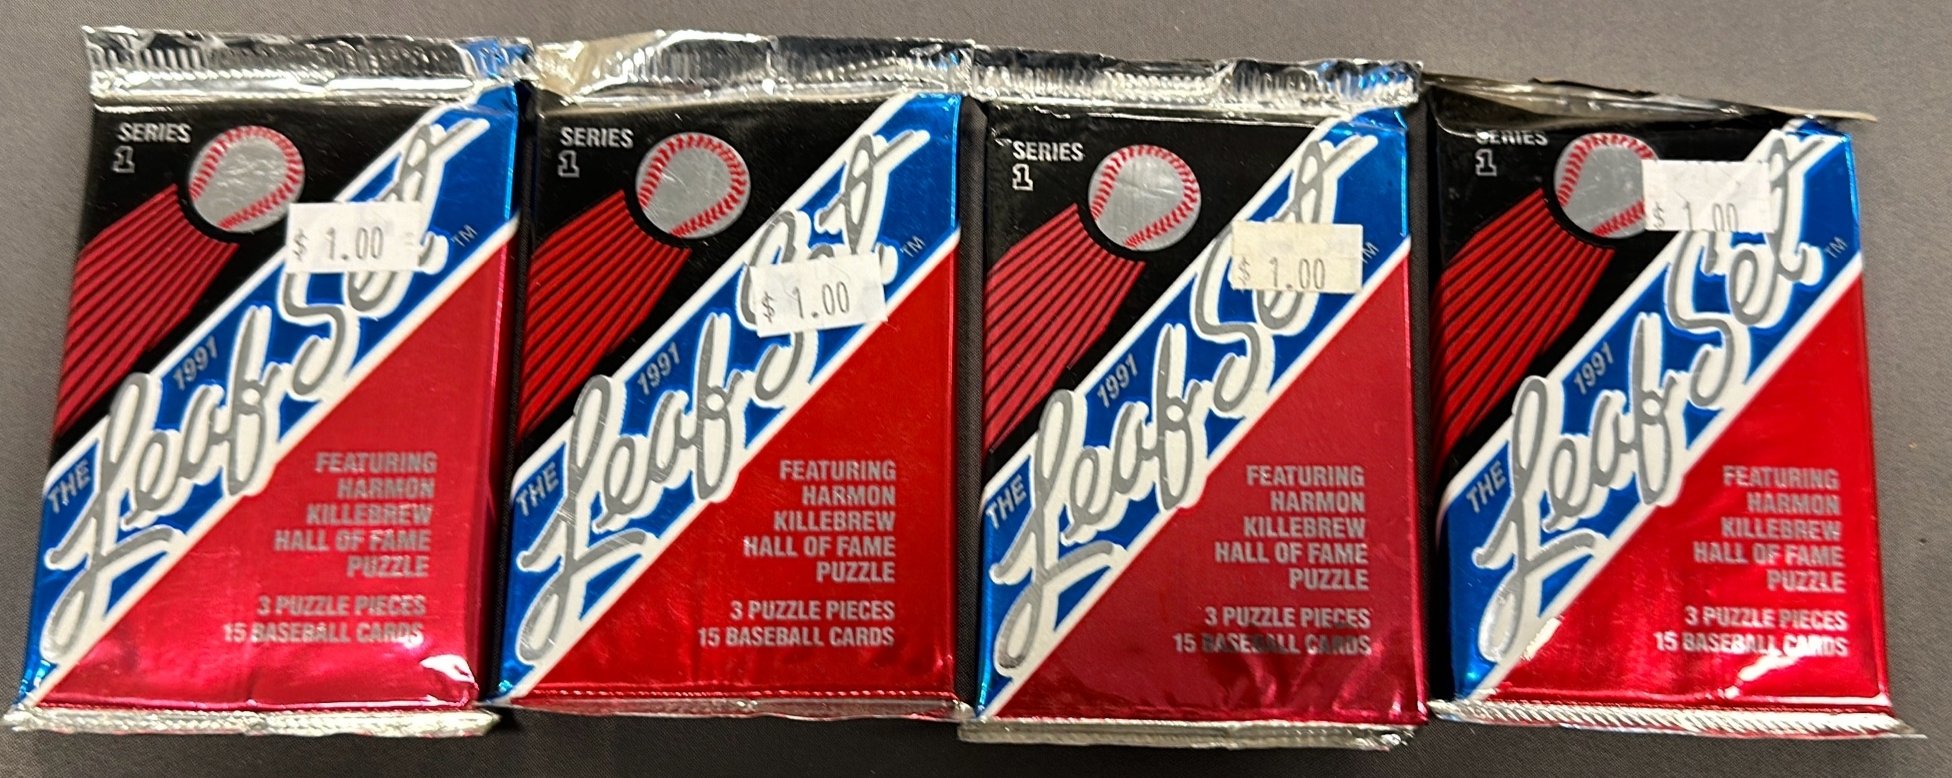 SERIES
1
$ 1.00
TM
1991
THE
Leaf Set
FEATURING
HARMON
KILLEBREW
HALL OF FAME
PUZZLE
3 PUZZLE PIECES
15 BASEBALL CARDS
SERIES
1
$ 1.00
TM
1991
THE
Leaf Set
FEATURING
HARMON
KILLEBREW
HALL OF FAME
PUZZLE
3 PUZZLE PIECES
15 BASEBALL CARDS
SERIES
1
$ 1.00
TM
1991
THE
Leaf Set
FEATURING
HARMON
KILLEBREW
HALL OF FAME
PUZZLE
3 PUZZLE PIECES
15 BASEBALL CARDS
SERIES
1
$ 1.00
TM
1991
THE
Leaf Set
FEATURING
HARMON
KILLEBREW
HALL OF FAME
PUZZLE
3 PUZZLE PIECES
15 BASEBALL CARDS